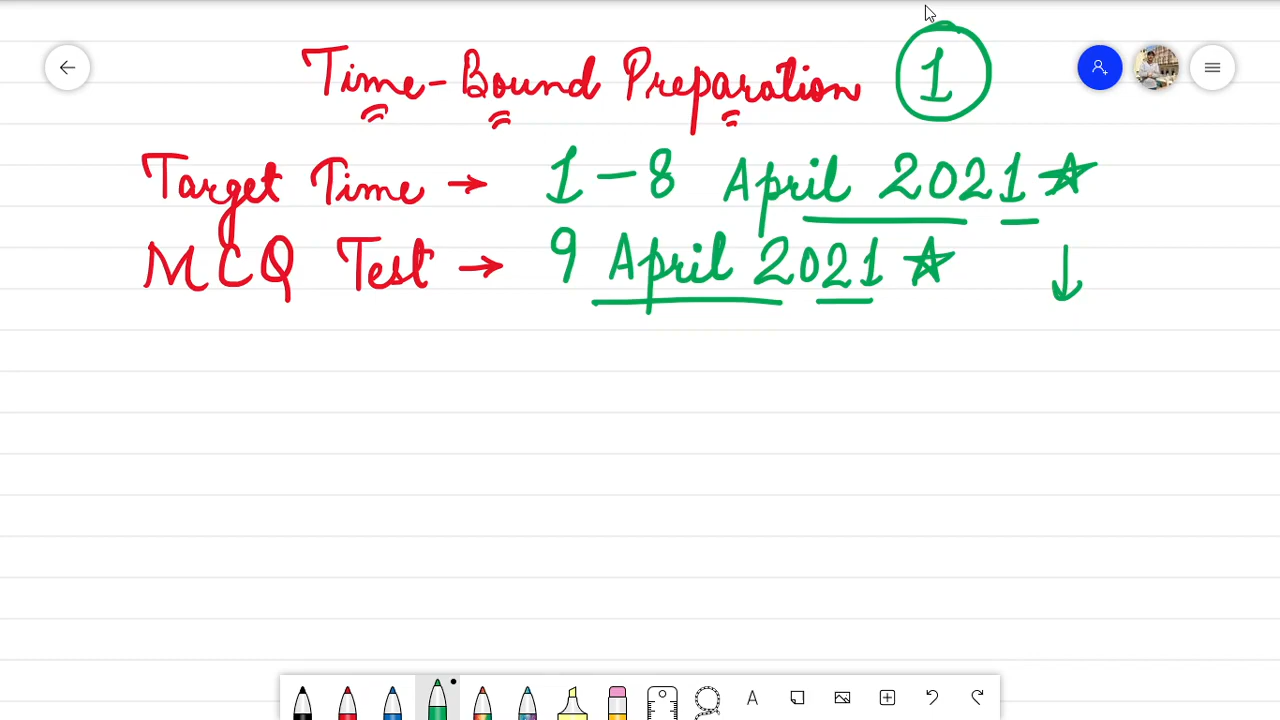 Time-Bound Preparation 1
Target Time → 1-8 April 2021 ☆
MCQ Test → 9 April 2021 ☆ ↓
A